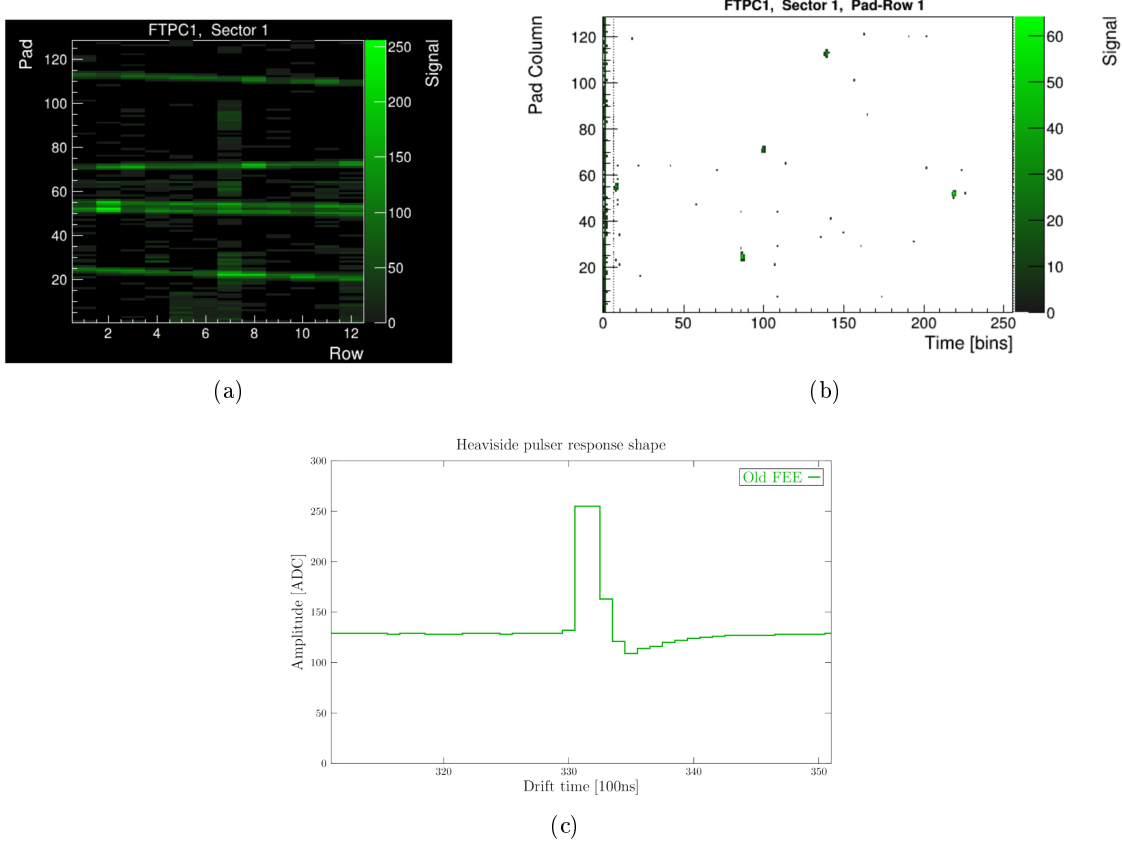 FTPC1, Sector 1
Pad
120
100
80
60
40
20
2 4 6 8 10 12
Row
250
200
150
100
50
0
Signal
(a)
FTPC1, Sector 1, Pad-Row 1
Pad Column
120
100
80
60
40
20
0 50 100 150 200 250
Time [bins]
60
50
40
30
20
10
0
Signal
(b)
Heaviside pulser response shape
Old FEE
Amplitude [ADC]
300
250
200
150
100
50
0
320 330 340 350
Drift time [100ns]
(c)